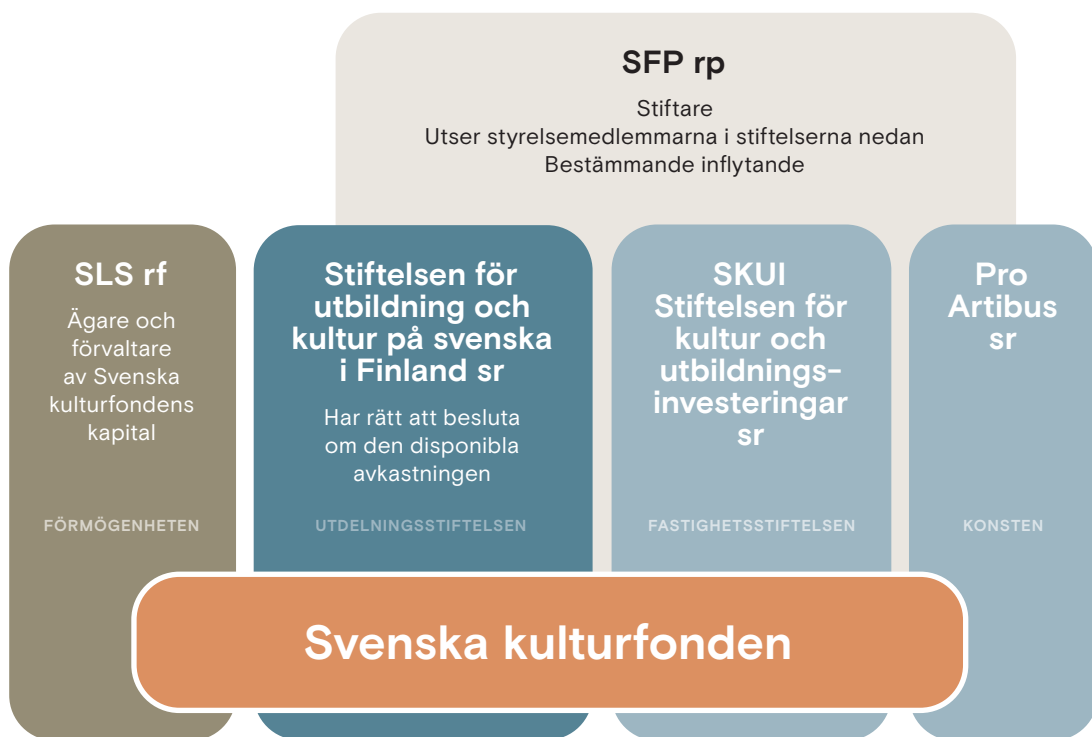 SFP rp
Stiftare
Utser styrelsemedlemmarna i stiftelserna nedan
Bestämmande inflytande
SLS rf
Ägare och
förvaltare
av Svenska
kulturfondens
kapital
FÖRMÖGENHETEN
Stiftelsen för
utbildning och
kultur på svenska
i Finland sr
Har rätt att besluta
om den disponibla
avkastningen
UTDELNINGSSTIFTELSEN
SKUI
Stiftelsen för
kultur och
utbildnings-
investeringar
sr
FASTIGHETSSTIFTELSEN
Pro
Artibus
sr
KONSTEN
Svenska kulturfonden